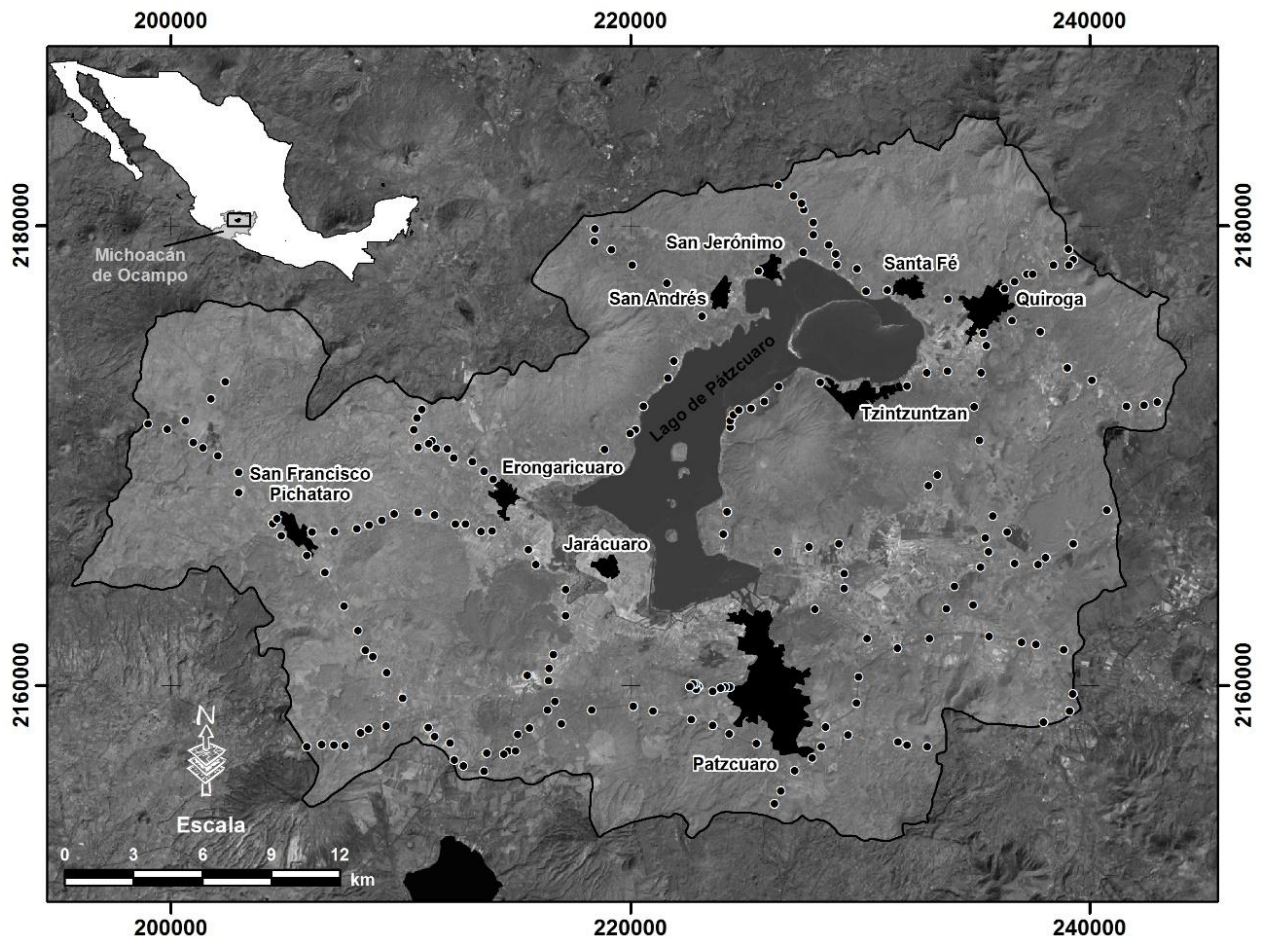 200000 220000 240000
2180000
2180000
Michoacán
de Ocampo
San Jerónimo
Santa Fé
San Andrés
Quiroga
Lago de Pátzcuaro
Tzintzuntzan
San Francisco
Pichataro
Erongaricuaro
Jarácuaro
2160000
2160000
N
Patzcuaro
Escala
0 3 6 9 12
km
200000 220000 240000